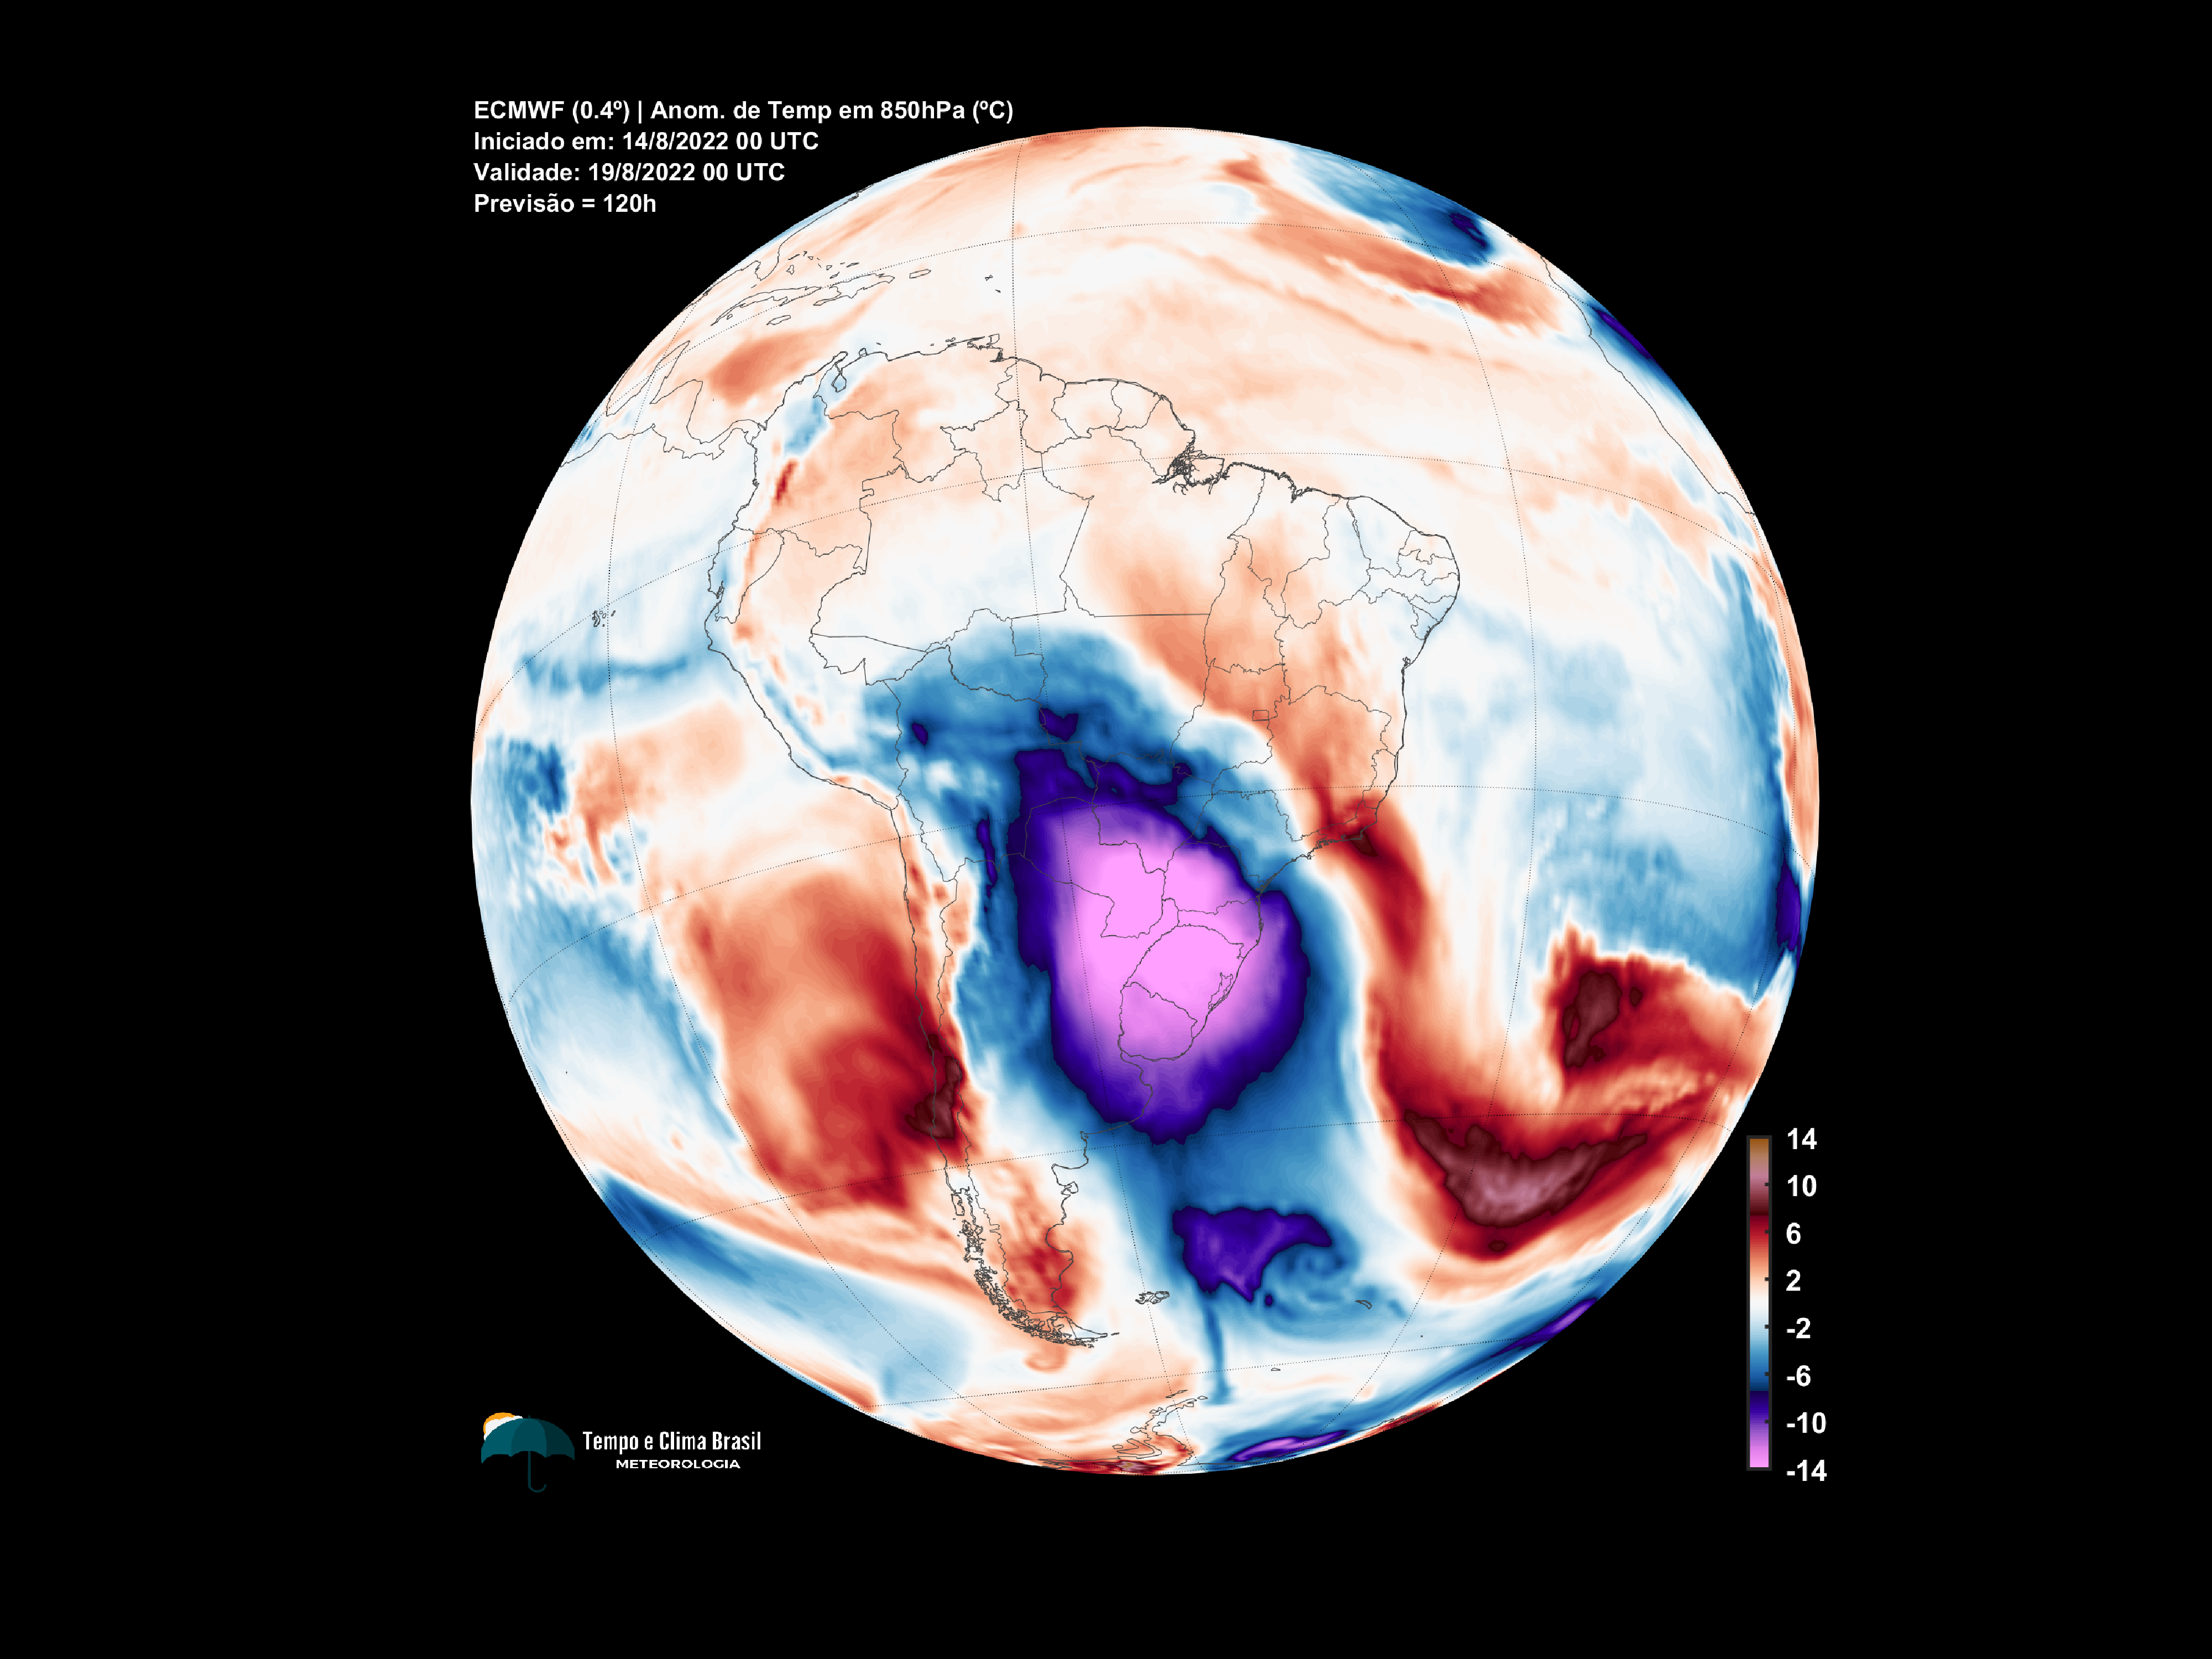 ECMWF (0.4º) | Anom. de Temp em 850hPa (ºC)
Iniciado em: 14/8/2022 00 UTC
Validade: 19/8/2022 00 UTC
Previsão = 120h
14
10
6
2
-2
-6
-10
-14
Tempo e Clima Brasil
METEOROLOGIA